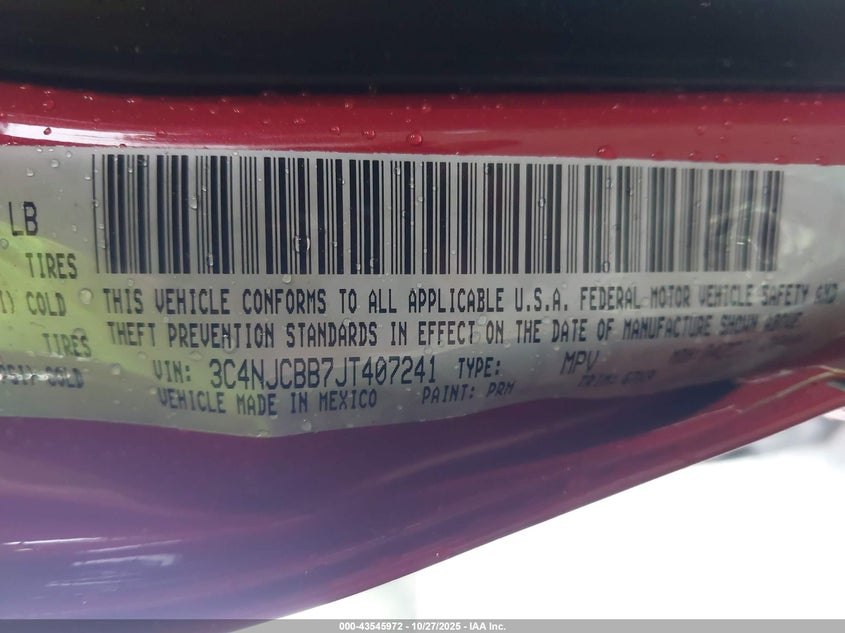 LB
TIRES
COLD
THIS VEHICLE CONFORMS TO ALL APPLICABLE U.S.A. FEDERAL MOTOR VEHICLE SAFETY AND
THEFT PREVENTION STANDARDS IN EFFECT ON THE DATE OF MANUFACTURE SHOWN ABOVE.
TIRES
VIN: 3C4NJCBB7JT407241 TYPE: MPV
COLD
VEHICLE MADE IN MEXICO PAINT: PRM
000-43545972 - 10/27/2025 - IAA Inc.